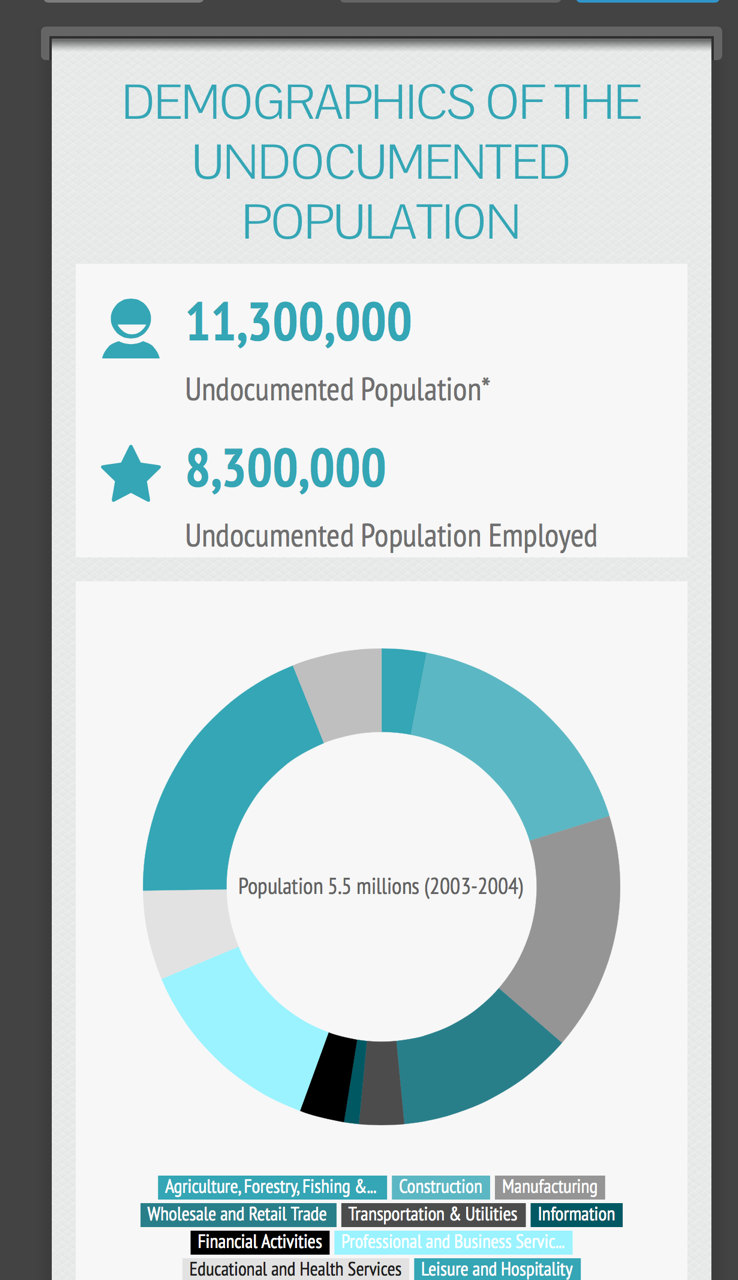 DEMOGRAPHICS OF THE
UNDOCUMENTED
POPULATION
11,300,000
Undocumented Population*
8,300,000
Undocumented Population Employed
Population 5.5 millions (2003-2004)
Agriculture, Forestry, Fishing &... Construction Manufacturing
Wholesale and Retail Trade Transportation & Utilities Information
Financial Activities Professional and Business Servic...
Educational and Health Services Leisure and Hospitality